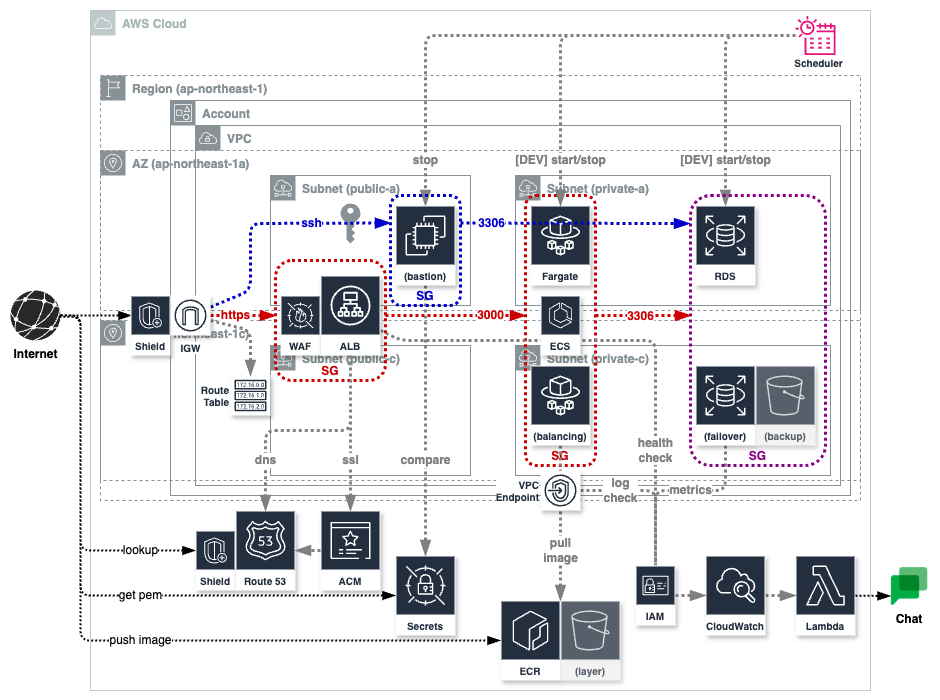 AWS Cloud
Scheduler
Region (ap-northeast-1)
Account
VPC
AZ (ap-northeast-1a)
stop
[DEV] start/stop
[DEV] start/stop
Subnet (public-a)
Subnet (private-a)
ssh
3306
(bastion)
SG
Fargate
RDS
Internet
Shield
IGW
https
WAF
ALB
3000
ECS
3306
northeast-1c)
Subnet (public-c)
SG
Subnet (private-c)
Route
Table
172.16.0.0
172.16.1.0
172.16.2.0
(balancing)
SG
(failover)
(backup)
SG
health
check
dns
ssl
compare
VPC
Endpoint
log
check
metrics
53
lookup
Shield
Route 53
ACM
pull
image
get pem
Secrets
IAM
CloudWatch
Lambda
Chat
push image
ECR
(layer)